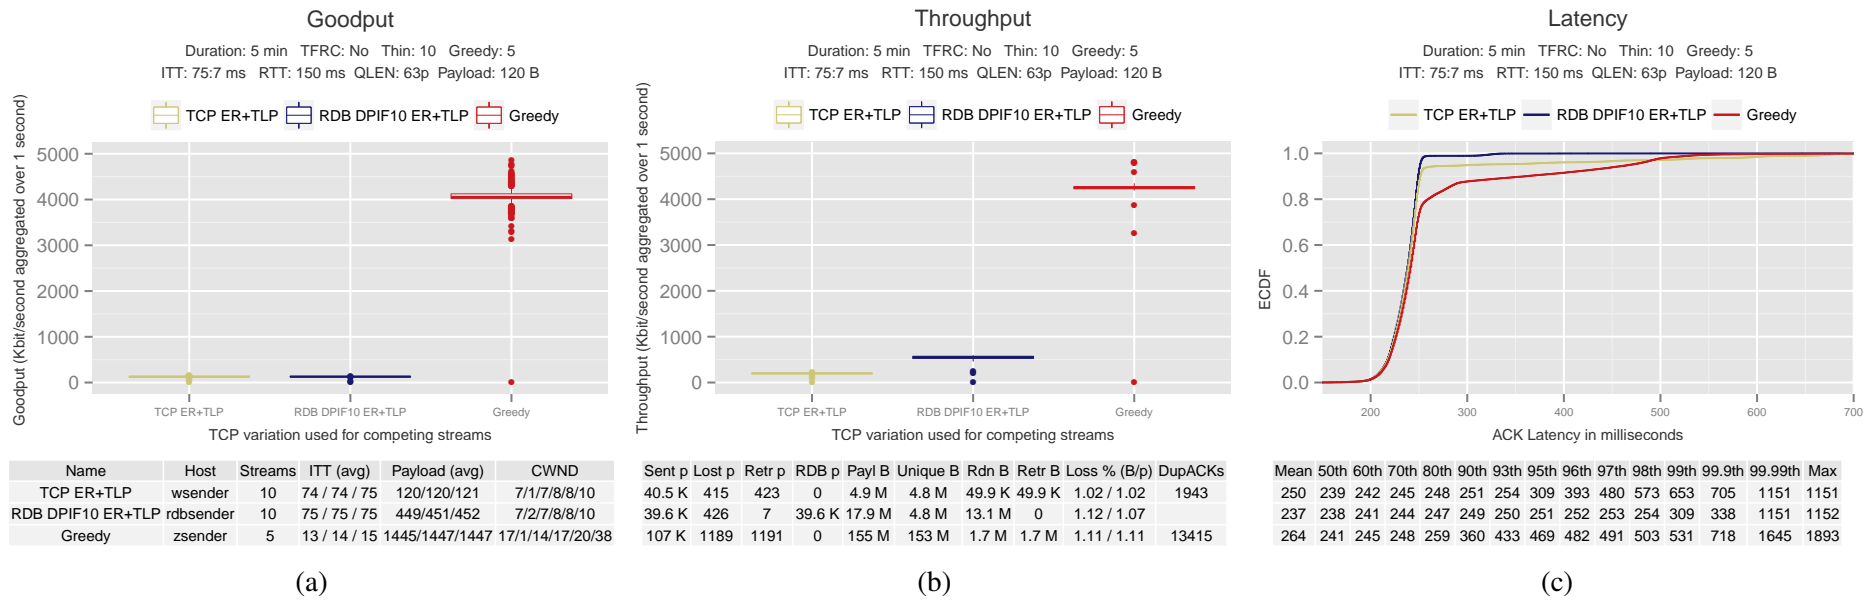 Goodput
Duration: 5 min TFRC: No Thin: 10 Greedy: 5
ITT: 75:7 ms RTT: 150 ms QLEN: 63p Payload: 120 B
TCP ER+TLP RDB DPIF10 ER+TLP Greedy
Goodput (Kbit/second aggregated over 1 second)
5000
4000
3000
2000
1000
0
TCP ER+TLP RDB DPIF10 ER+TLP Greedy
TCP variation used for competing streams
Name Host Streams ITT (avg) Payload (avg) CWND
TCP ER+TLP wsender 10 74 / 74 / 75 120/120/121 7/1/7/8/8/10
RDB DPIF10 ER+TLP rdbsender 10 75 / 75 / 75 449/451/452 7/2/7/8/8/10
Greedy zsender 5 13 / 14 / 15 1445/1447/1447 17/1/14/17/20/38
(a)
Throughput
Duration: 5 min TFRC: No Thin: 10 Greedy: 5
ITT: 75:7 ms RTT: 150 ms QLEN: 63p Payload: 120 B
TCP ER+TLP RDB DPIF10 ER+TLP Greedy
Throughput (Kbit/second aggregated over 1 second)
5000
4000
3000
2000
1000
0
TCP ER+TLP RDB DPIF10 ER+TLP Greedy
TCP variation used for competing streams
Sent p Lost p Retr p RDB p Payl B Unique B Rdn B Retr B Loss % (B/p) DupACKs
40.5 K 415 423 0 4.9 M 4.8 M 49.9 K 49.9 K 1.02 / 1.02 1943
39.6 K 426 7 39.6 K 17.9 M 4.8 M 13.1 M 0 1.12 / 1.07
107 K 1189 1191 0 155 M 153 M 1.7 M 1.7 M 1.11 / 1.11 13415
(b)
Latency
Duration: 5 min TFRC: No Thin: 10 Greedy: 5
ITT: 75:7 ms RTT: 150 ms QLEN: 63p Payload: 120 B
TCP ER+TLP RDB DPIF10 ER+TLP Greedy
ECDF
1.0
0.8
0.6
0.4
0.2
0.0
200 300 400 500 600 700
ACK Latency in milliseconds
Mean 50th 60th 70th 80th 90th 93th 95th 96th 97th 98th 99th 99.9th 99.99th Max
250 239 242 245 248 251 254 309 393 480 573 653 705 1151 1151
237 238 241 244 247 249 250 251 252 253 254 309 338 1151 1152
264 241 245 248 259 360 433 469 482 491 503 531 718 1645 1893
(c)